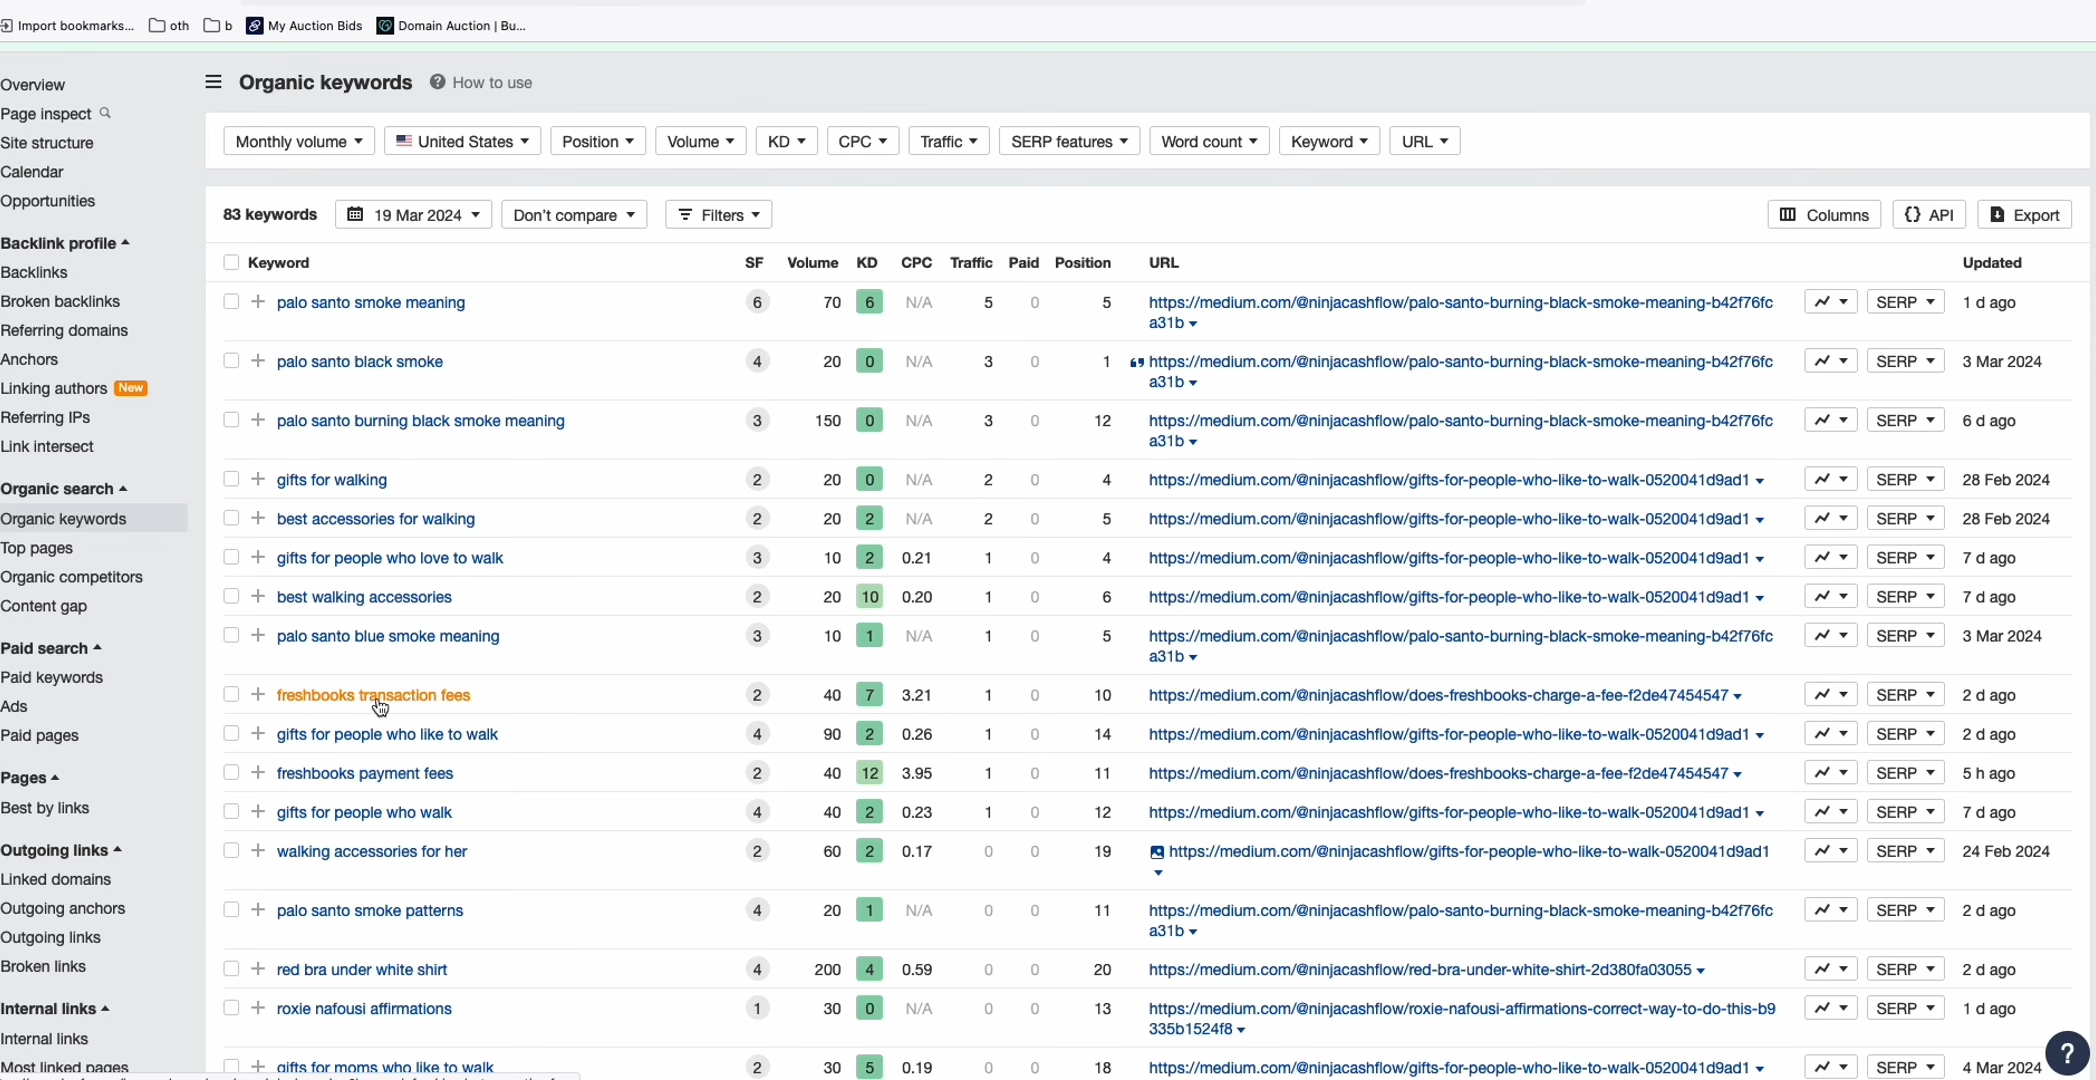 Import bookmarks... oth b My Auction Bids Domain Auction | Bu...
Overview
Page inspect
Site structure
Calendar
Opportunities
Backlink profile
Backlinks
Broken backlinks
Referring domains
Anchors
Linking authors New
Referring IPs
Link intersect
Organic search
Organic keywords
Top pages
Organic competitors
Content gap
Paid search
Paid keywords
Ads
Paid pages
Pages
Best by links
Outgoing links
Linked domains
Outgoing anchors
Outgoing links
Broken links
Internal links
Internal links
Most linked pages
Organic keywords ? How to use
Monthly volume United States Position Volume KD CPC Traffic SERP features Word count Keyword URL
83 keywords 19 Mar 2024 Don't compare Filters Columns {} API Export
Keyword SF Volume KD CPC Traffic Paid Position URL Updated
+ palo santo smoke meaning 6 70 6 N/A 5 0 5 https://medium.com/@ninjacashflow/palo-santo-burning-black-smoke-meaning-b42f76fc SERP 1 d ago
a31b
+ palo santo black smoke 4 20 0 N/A 3 0 1 https://medium.com/@ninjacashflow/palo-santo-burning-black-smoke-meaning-b42f76fc SERP 3 Mar 2024
a31b
+ palo santo burning black smoke meaning 3 150 0 N/A 3 0 12 https://medium.com/@ninjacashflow/palo-santo-burning-black-smoke-meaning-b42f76fc SERP 6 d ago
a31b
+ gifts for walking 2 20 0 N/A 2 0 4 https://medium.com/@ninjacashflow/gifts-for-people-who-like-to-walk-0520041d9ad1 SERP 28 Feb 2024
+ best accessories for walking 2 20 2 N/A 2 0 5 https://medium.com/@ninjacashflow/gifts-for-people-who-like-to-walk-0520041d9ad1 SERP 28 Feb 2024
+ gifts for people who love to walk 3 10 2 0.21 1 0 4 https://medium.com/@ninjacashflow/gifts-for-people-who-like-to-walk-0520041d9ad1 SERP 7 d ago
+ best walking accessories 2 20 10 0.20 1 0 6 https://medium.com/@ninjacashflow/gifts-for-people-who-like-to-walk-0520041d9ad1 SERP 7 d ago
+ palo santo blue smoke meaning 3 10 1 N/A 1 0 5 https://medium.com/@ninjacashflow/palo-santo-burning-black-smoke-meaning-b42f76fc SERP 3 Mar 2024
a31b
+ freshbooks transaction fees 2 40 7 3.21 1 0 10 https://medium.com/@ninjacashflow/does-freshbooks-charge-a-fee-f2de47454547 SERP 2 d ago
+ gifts for people who like to walk 4 90 2 0.26 1 0 14 https://medium.com/@ninjacashflow/gifts-for-people-who-like-to-walk-0520041d9ad1 SERP 2 d ago
+ freshbooks payment fees 2 40 12 3.95 1 0 11 https://medium.com/@ninjacashflow/does-freshbooks-charge-a-fee-f2de47454547 SERP 5 h ago
+ gifts for people who walk 4 40 2 0.23 1 0 12 https://medium.com/@ninjacashflow/gifts-for-people-who-like-to-walk-0520041d9ad1 SERP 7 d ago
+ walking accessories for her 2 60 2 0.17 0 0 19 https://medium.com/@ninjacashflow/gifts-for-people-who-like-to-walk-0520041d9ad1 SERP 24 Feb 2024
+ palo santo smoke patterns 4 20 1 N/A 0 0 11 https://medium.com/@ninjacashflow/palo-santo-burning-black-smoke-meaning-b42f76fc SERP 2 d ago
a31b
+ red bra under white shirt 4 200 4 0.59 0 0 20 https://medium.com/@ninjacashflow/red-bra-under-white-shirt-2d380fa03055 SERP 2 d ago
+ roxie nafousi affirmations 1 30 0 N/A 0 0 13 https://medium.com/@ninjacashflow/roxie-nafousi-affirmations-correct-way-to-do-this-b9 SERP 1 d ago
335b1524f8
+ gifts for moms who like to walk 2 30 5 0.19 0 0 18 https://medium.com/@ninjacashflow/gifts-for-people-who-like-to-walk-0520041d9ad1 SERP 4 Mar 2024
?